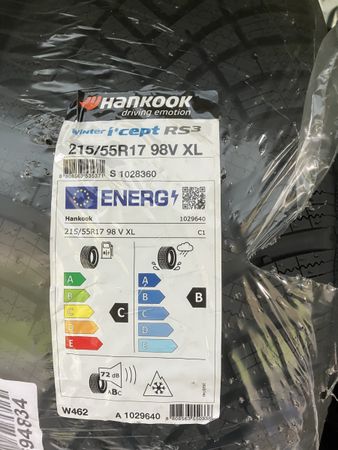 HANKOOK
driving emotion
winter i*cept RS3
215/55R17 98V XL
S 1028360
ENERG
Hankook 1029640
215/55R17 98 V XL C1
A A
B B
C C
D D
E E
C B
72 dB
ABC
W462 A 1029640
94834